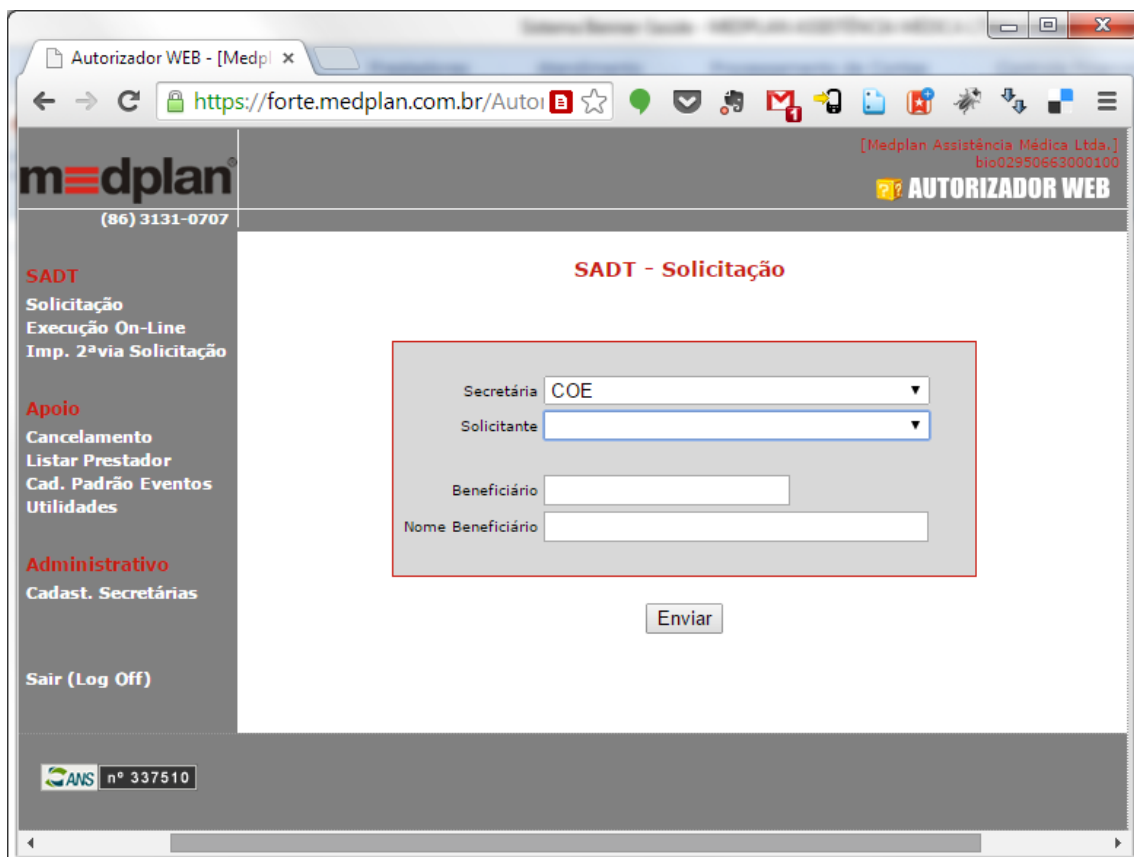 Autorizador WEB - [Medpl
https://forte.medplan.com.br/Autor
1
[Medplan Assistência Médica Ltda.]
bio02950663000100
medplan
AUTORIZADOR WEB
(86) 3131-0707
SADT - Solicitação
SADT
Solicitação
Execução On-Line
Imp. 2ªvia Solicitação
Apoio
Cancelamento
Listar Prestador
Cad. Padrão Eventos
Utilidades
Administrativo
Cadast. Secretárias
Sair (Log Off)
Secretária COE
Solicitante
Beneficiário
Nome Beneficiário
Enviar
ANS nº 337510